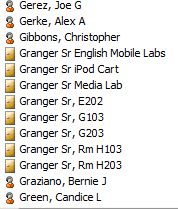 Gerez, Joe G
Gerke, Alex A
Gibbons, Christopher
Granger Sr English Mobile Labs
Granger Sr iPod Cart
Granger Sr Media Lab
Granger Sr, E202
Granger Sr, G103
Granger Sr, G203
Granger Sr, Rm H103
Granger Sr, Rm H203
Graziano, Bernie J
Green, Candice L